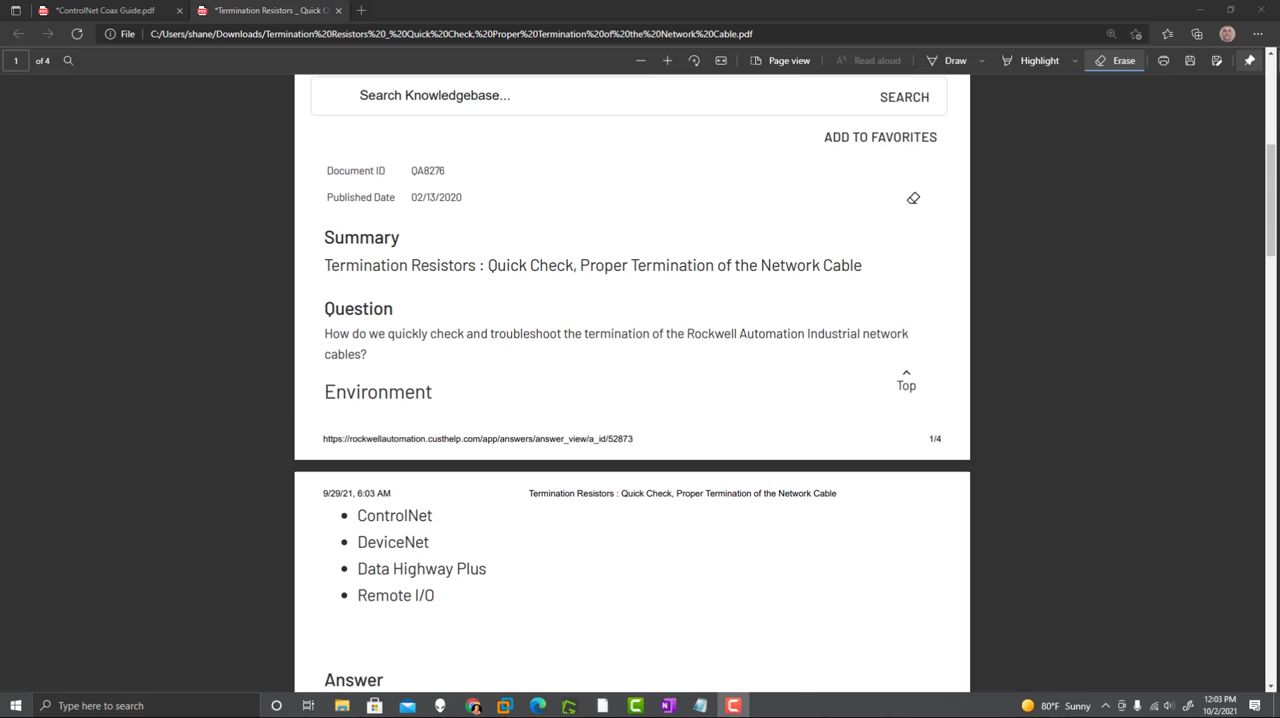 *ControlNet Coax Guide.pdf
*Termination Resistors _ Quick C
File C:/Users/shane/Downloads/Termination%20Resistors%20_%20Quick%20Check,%20Proper%20Termination%20of%20the%20Network%20Cable.pdf
1 of 4
Page view
Read aloud
Draw
Highlight
Erase
Search Knowledgebase...
SEARCH
ADD TO FAVORITES
Document ID QA8276
Published Date 02/13/2020
Summary
Termination Resistors : Quick Check, Proper Termination of the Network Cable
Question
How do we quickly check and troubleshoot the termination of the Rockwell Automation Industrial network
cables?
Environment
Top
https://rockwellautomation.custhelp.com/app/answers/answer_view/a_id/52873 1/4
9/29/21, 6:03 AM Termination Resistors : Quick Check, Proper Termination of the Network Cable
• ControlNet
• DeviceNet
• Data Highway Plus
• Remote I/O
Answer
Type here to search
80°F Sunny
12:03 PM
10/2/2021